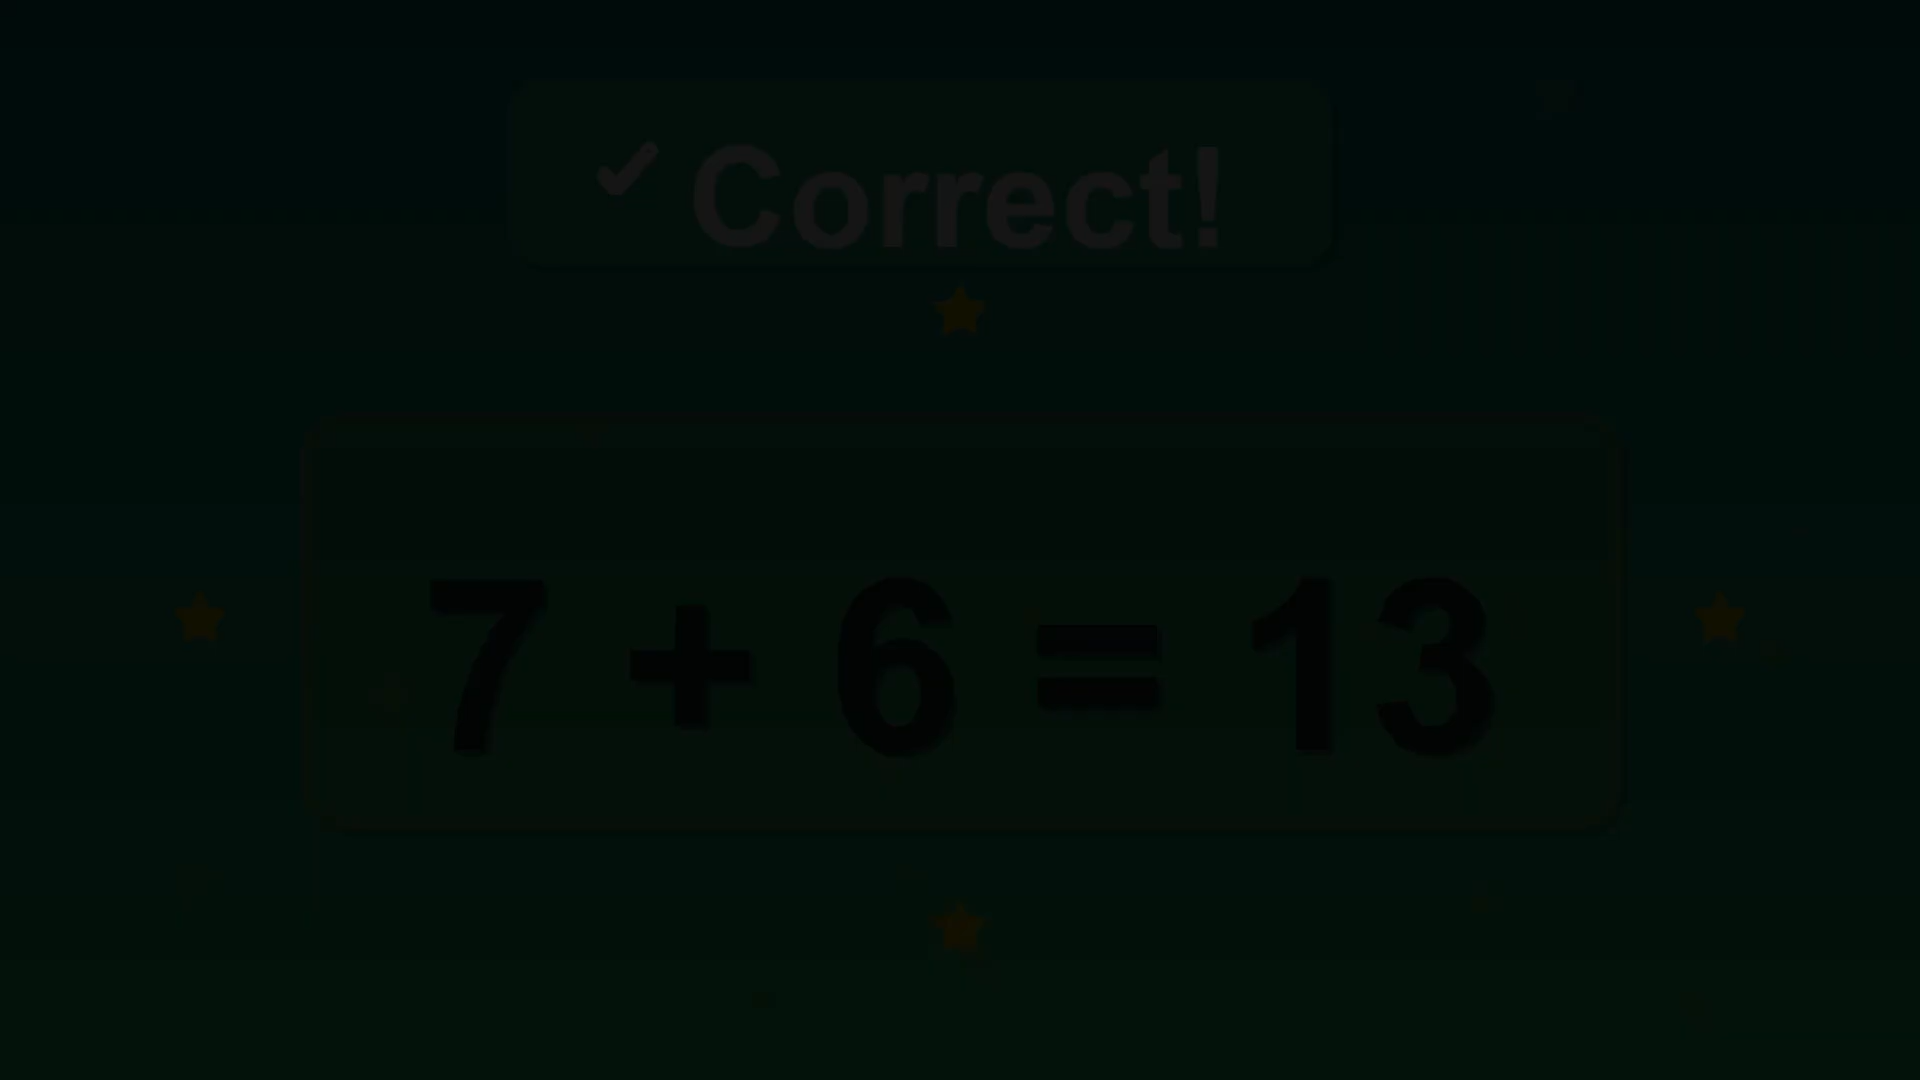 ✔ Correct!
7 + 6 = 13